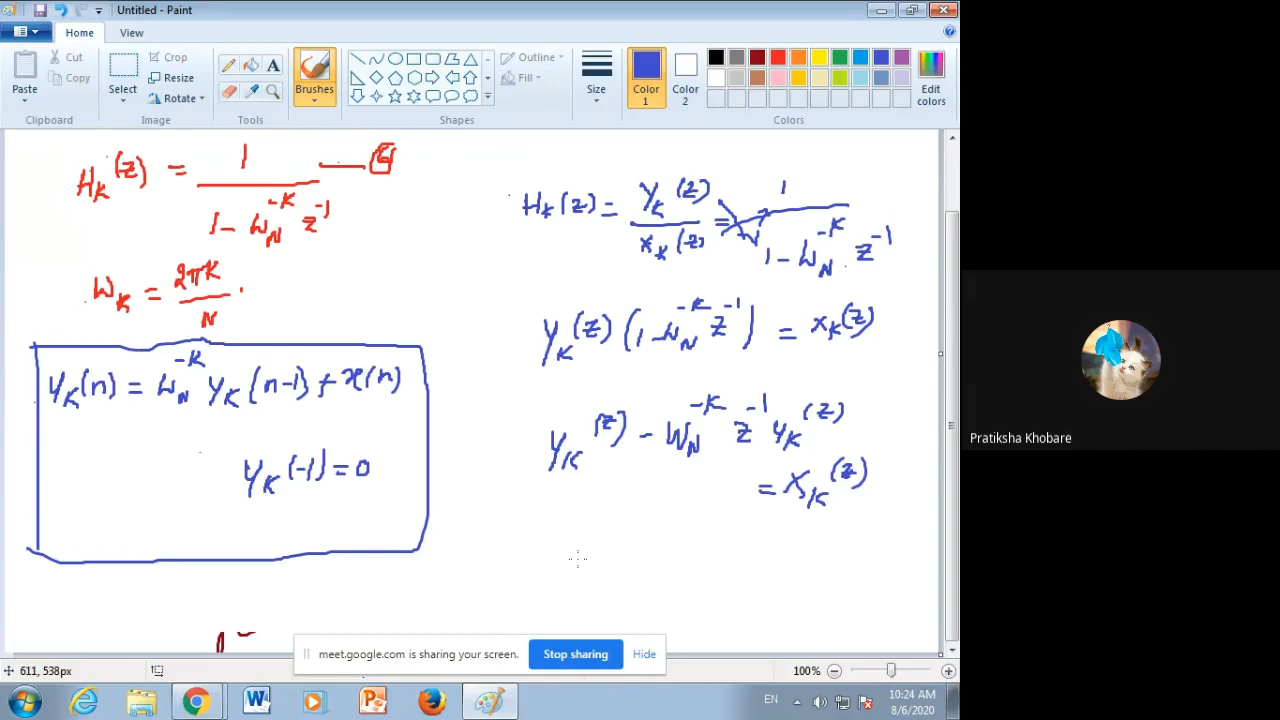 Untitled - Paint
Home View
Paste
Cut
Copy
Clipboard
Select
Crop
Resize
Rotate
Image
Tools
Brushes
Shapes
Outline
Fill
Size
Color 1
Color 2
Edit colors
Colors
H_K(z) = 1 / (1 - W_N^{-K} z^{-1}) — 6
W_K = 2πK / N
y_K(n) = W_N^{-K} y_K(n-1) + x(n)
y_K(-1) = 0
H_K(z) = Y_K(z) / X_K(z) = 1 / (1 - W_N^{-K} z^{-1})
Y_K(z) (1 - W_N^{-K} z^{-1}) = X_K(z)
Y_K(z) - W_N^{-K} z^{-1} Y_K(z)
= X_K(z)
Pratiksha Khobare
meet.google.com is sharing your screen.
Stop sharing
Hide
611, 538px
100%
EN
10:24 AM
8/6/2020